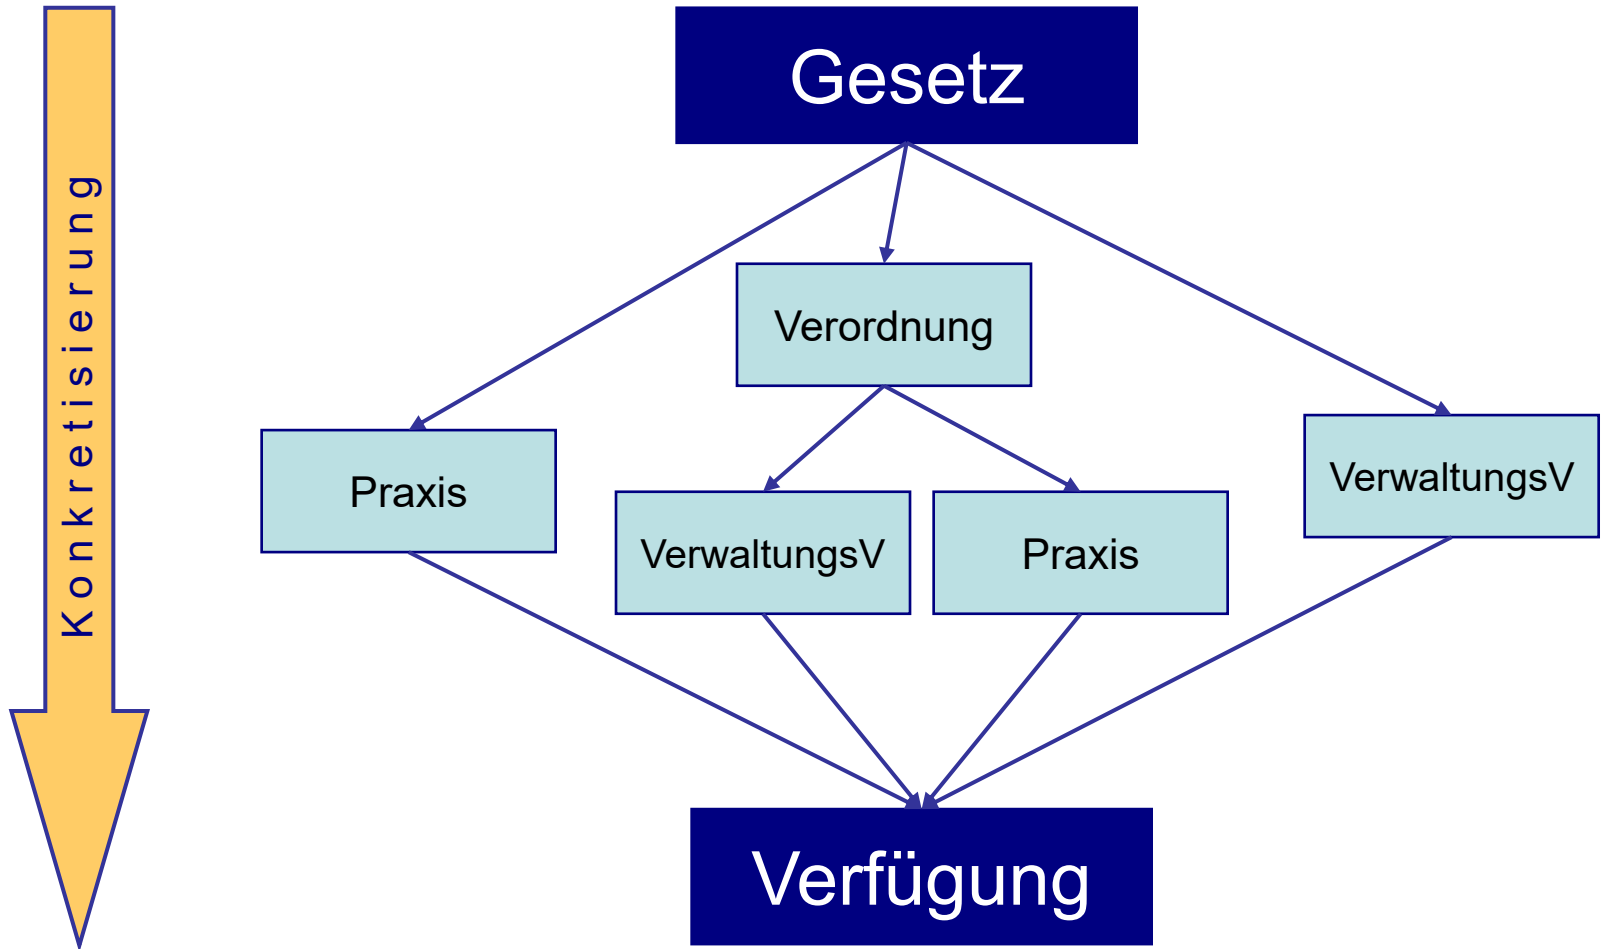 Gesetz
Konkretisierung
Verordnung
Praxis
VerwaltungsV
VerwaltungsV
Praxis
Verfügung